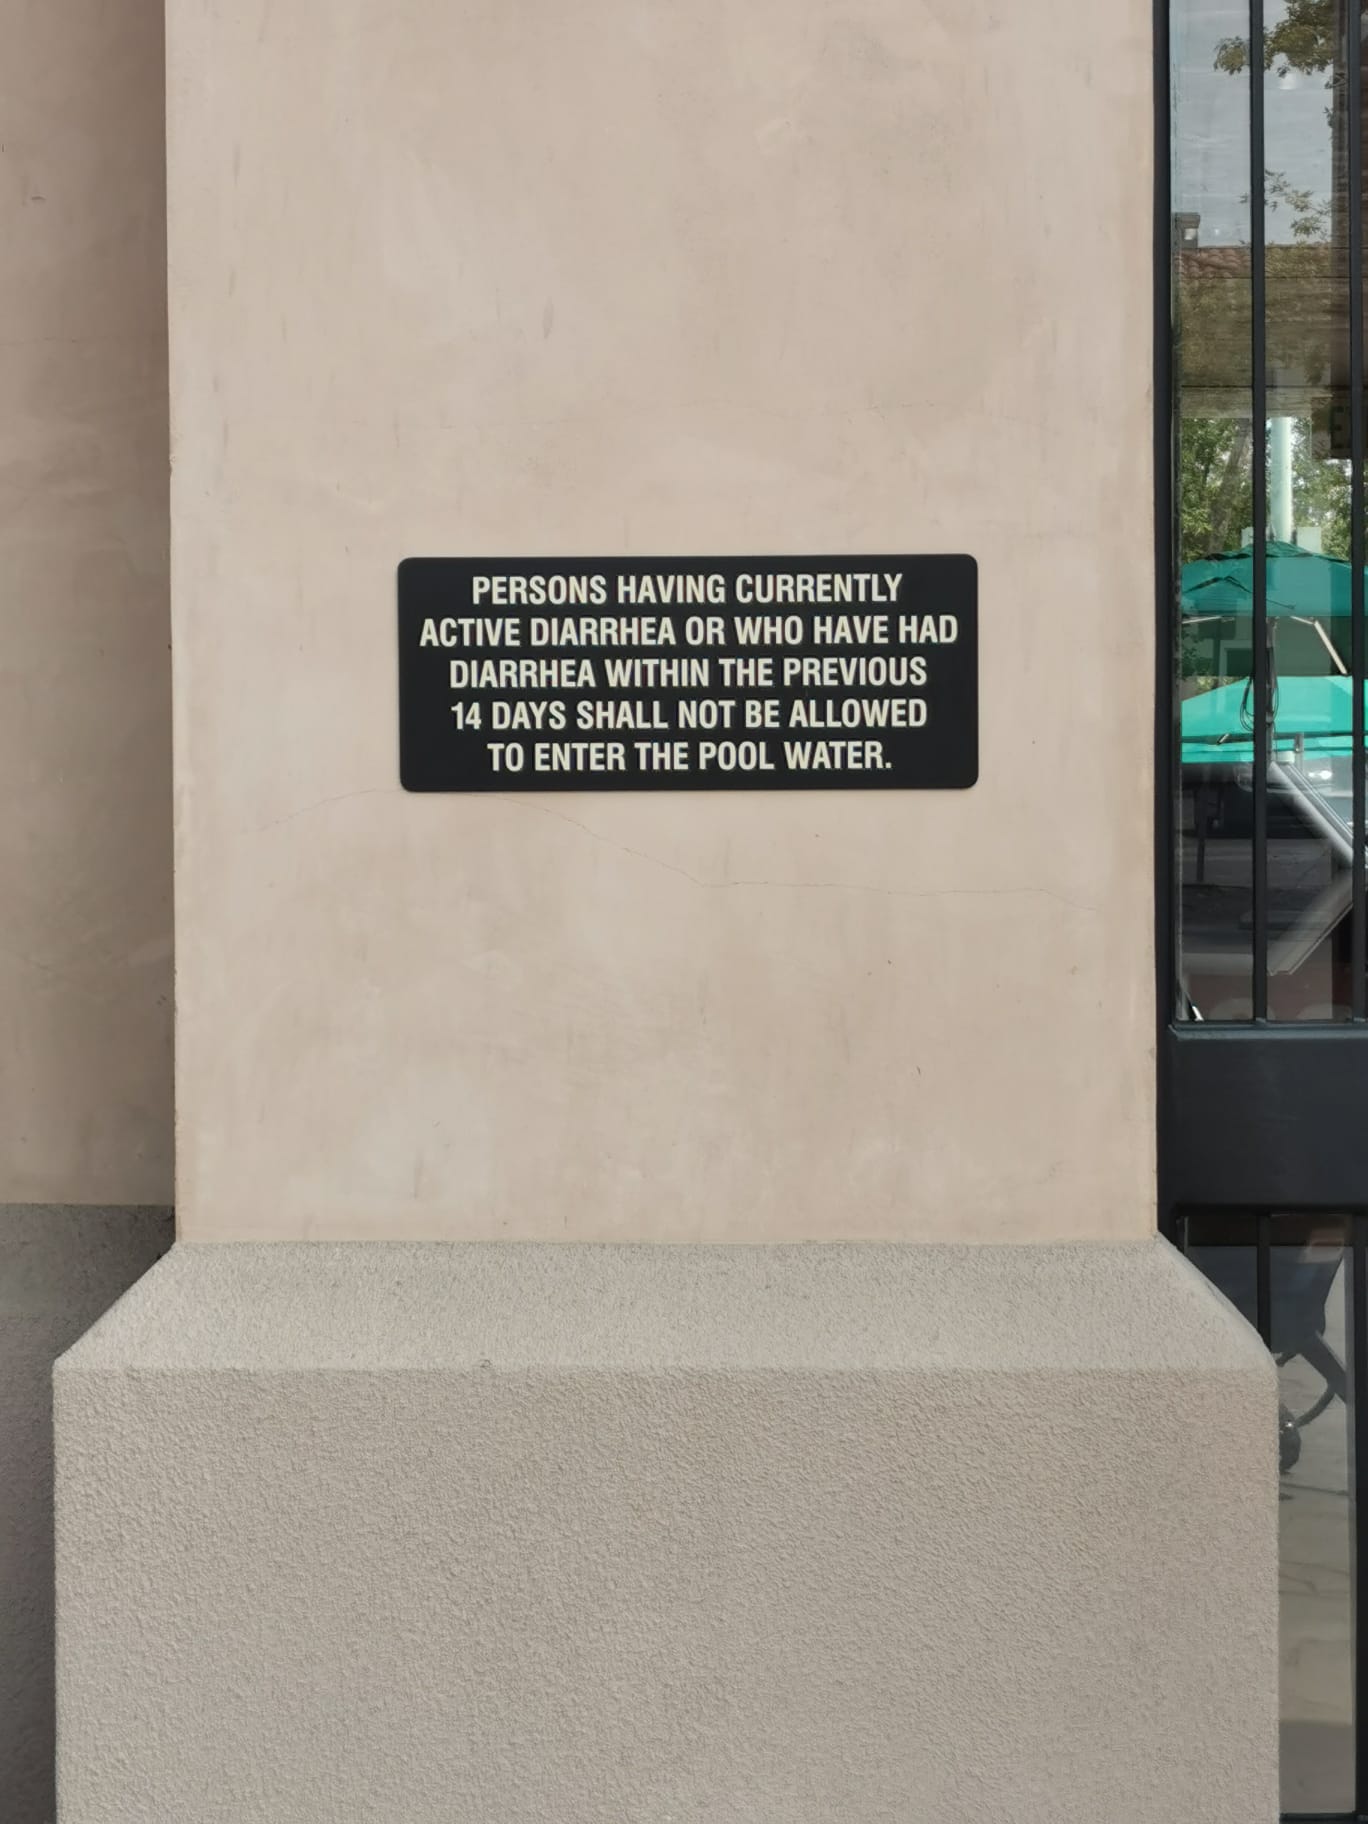 PERSONS HAVING CURRENTLY
ACTIVE DIARRHEA OR WHO HAVE HAD
DIARRHEA WITHIN THE PREVIOUS
14 DAYS SHALL NOT BE ALLOWED
TO ENTER THE POOL WATER.